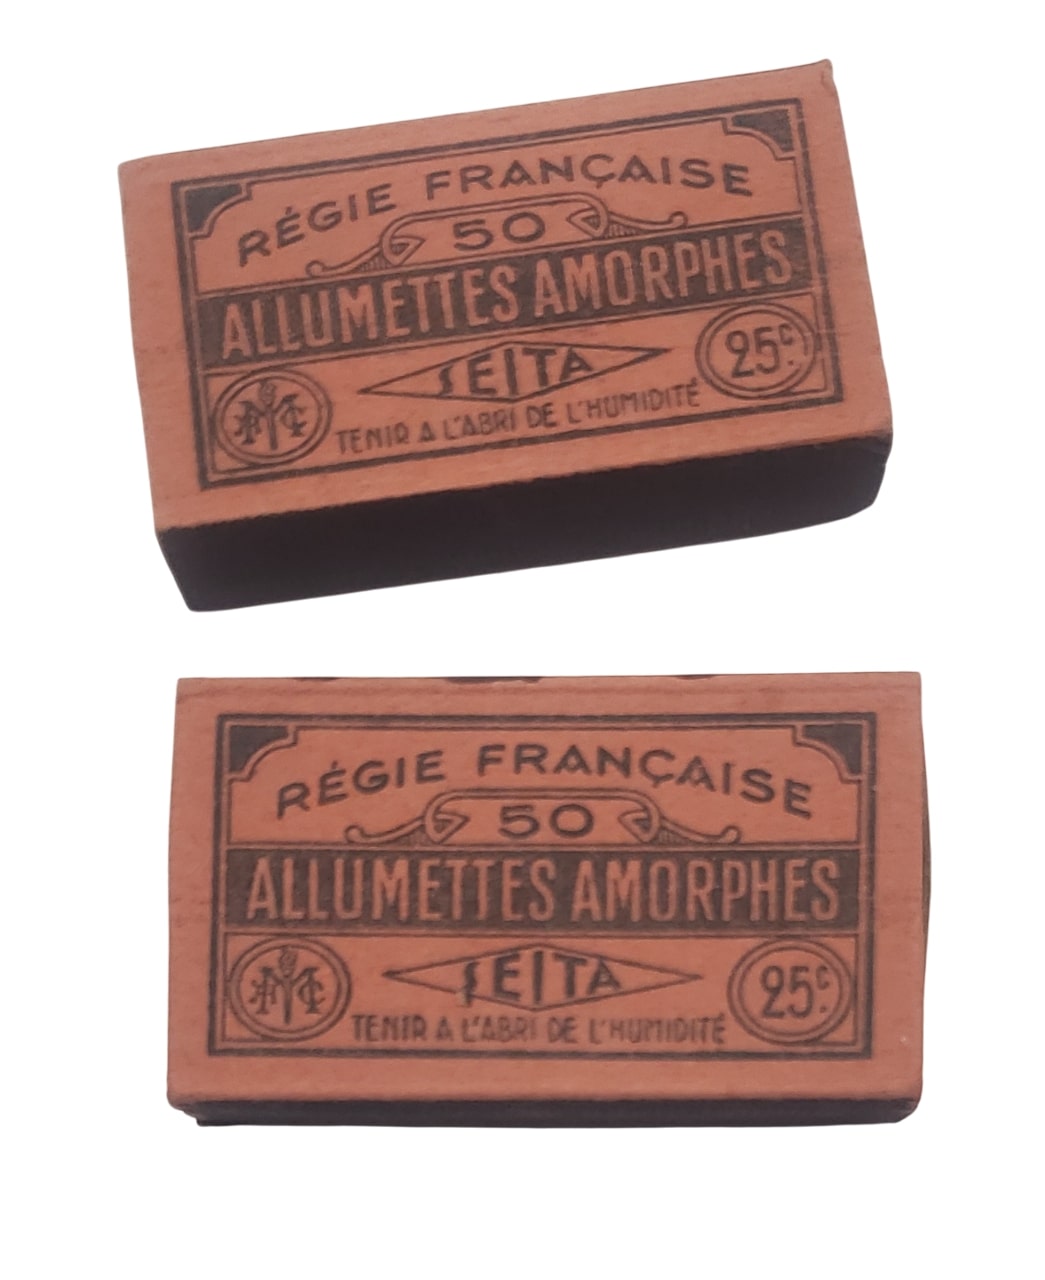 RÉGIE FRANÇAISE
50
ALLUMETTES AMORPHES
SEITA
25c.
TENIR A L'ABRI DE L'HUMIDITÉ
RÉGIE FRANÇAISE
50
ALLUMETTES AMORPHES
SEITA
25c.
TENIR A L'ABRI DE L'HUMIDITÉ